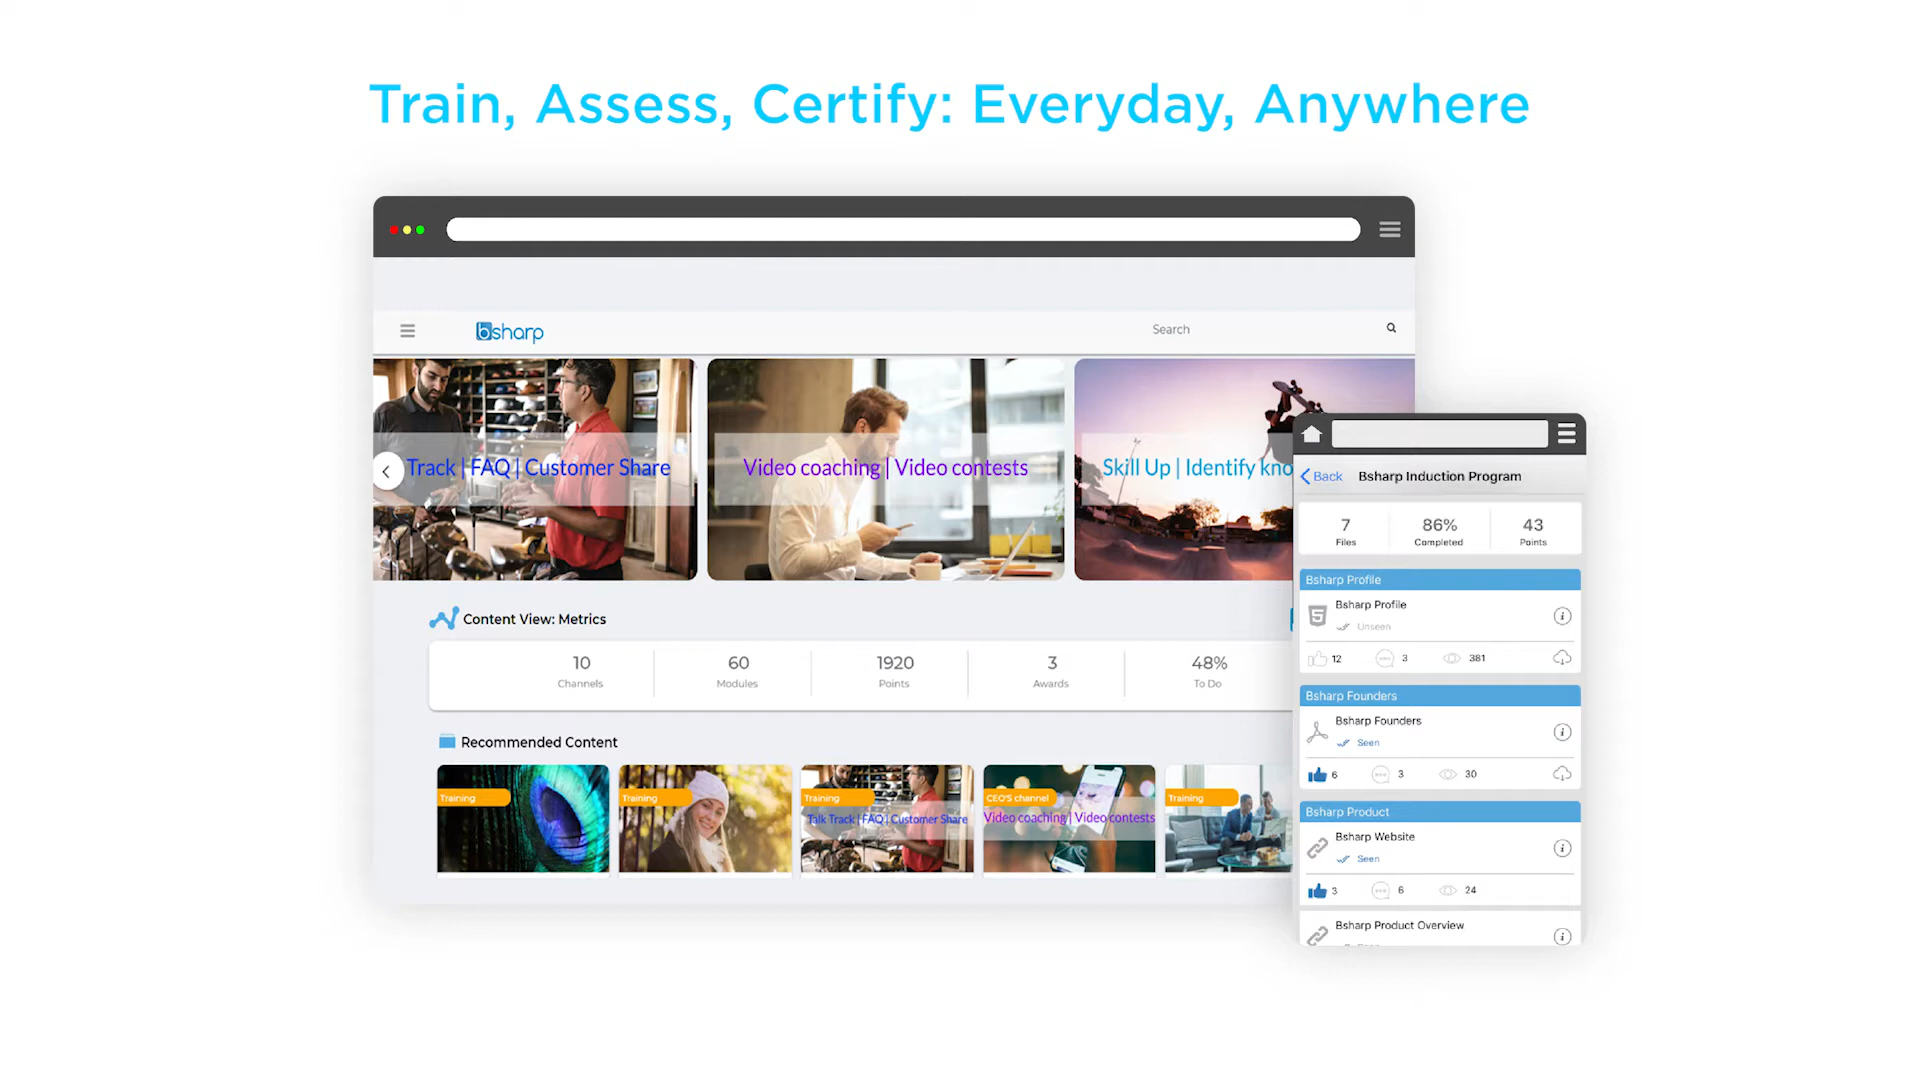 Train, Assess, Certify: Everyday, Anywhere
bsharp
Search
Track | FAQ | Customer Share
Video coaching | Video contests
Skill Up | Identify kno
Content View: Metrics
10
Channels
60
Modules
1920
Points
3
Awards
48%
To Do
Recommended Content
Training
Training
Training
Talk Track | FAQ | Customer Share
CEO'S channel
Video coaching | Video contests
Training
Back
Bsharp Induction Program
7
Files
86%
Completed
43
Points
Bsharp Profile
Bsharp Profile
Unseen
12
3
381
Bsharp Founders
Bsharp Founders
Seen
6
3
30
Bsharp Product
Bsharp Website
Seen
3
6
24
Bsharp Product Overview